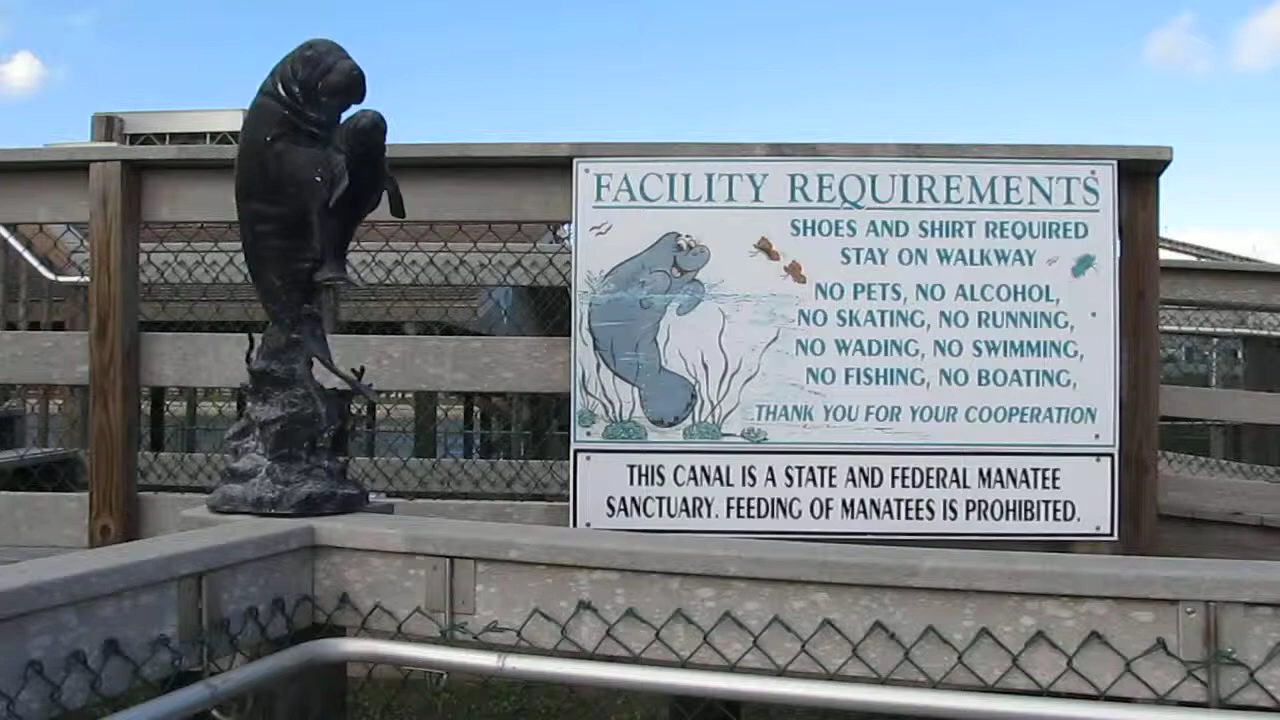 FACILITY REQUIREMENTS
SHOES AND SHIRT REQUIRED
STAY ON WALKWAY
NO PETS, NO ALCOHOL,
NO SKATING, NO RUNNING,
NO WADING, NO SWIMMING,
NO FISHING, NO BOATING,
THANK YOU FOR YOUR COOPERATION
THIS CANAL IS A STATE AND FEDERAL MANATEE
SANCTUARY. FEEDING OF MANATEES IS PROHIBITED.